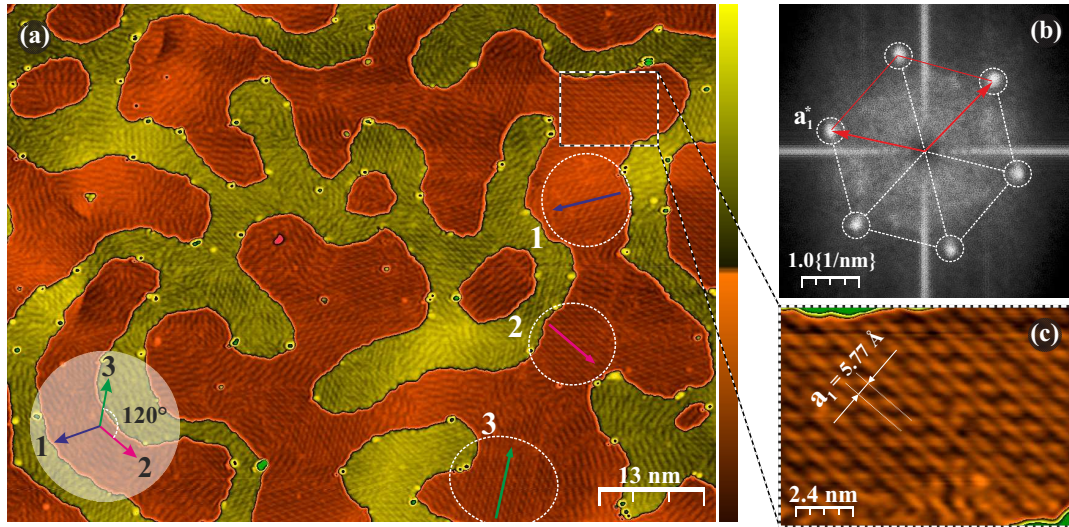 (a)
1
2
3
3
120°
1
2
13 nm
(b)
a₁*
1.0{1/nm}
(c)
a₁ = 5.77 Å
2.4 nm